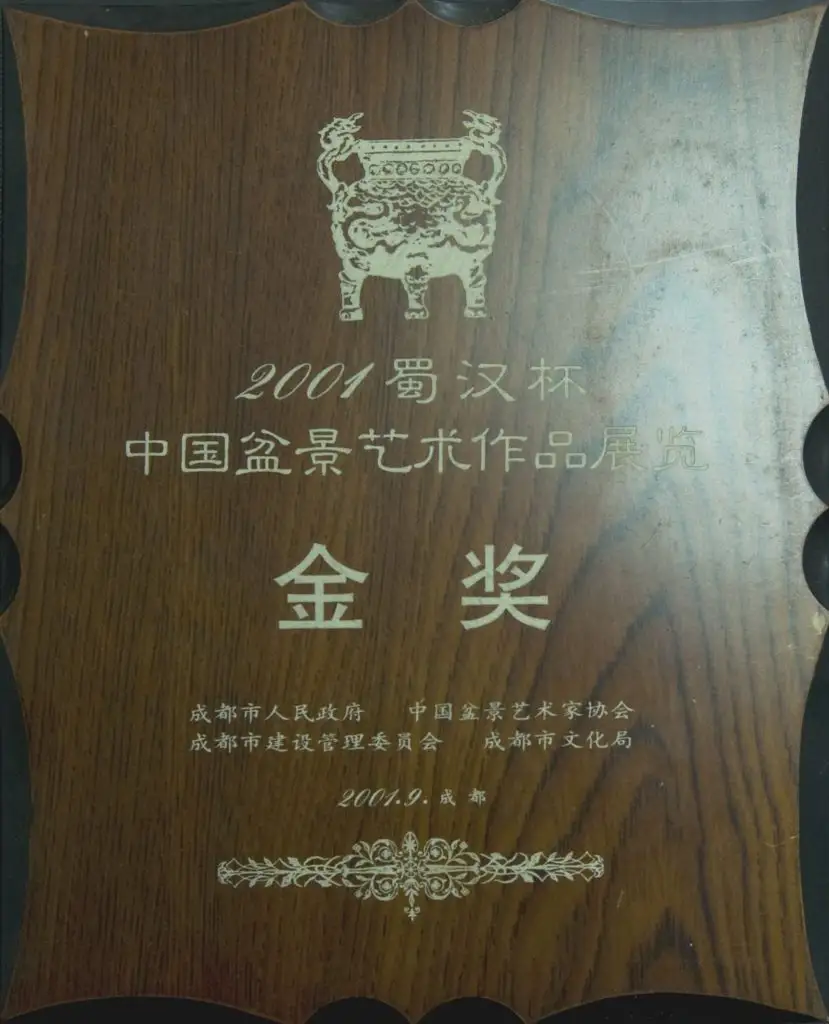 2001蜀汉杯
中国盆景艺术作品展览
金奖
成都市人民政府 中国盆景艺术家协会
成都市建设管理委员会 成都市文化局
2001.9.成都